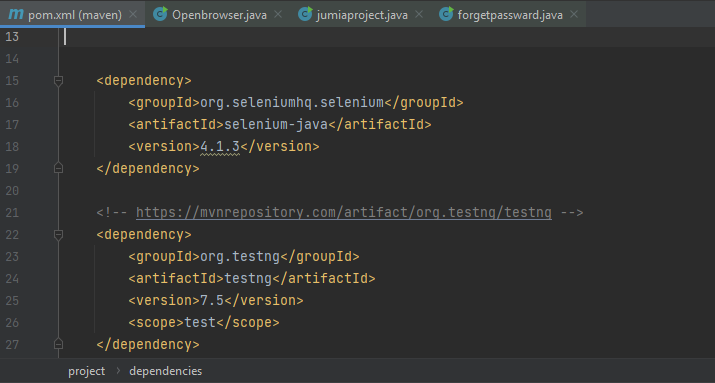 m pom.xml (maven) Openbrowser.java jumiaproject.java forgetpassward.java
13
14
15 <dependency>
16 <groupId>org.seleniumhq.selenium</groupId>
17 <artifactId>selenium-java</artifactId>
18 <version>4.1.3</version>
19 </dependency>
20
21 <!-- https://mvnrepository.com/artifact/org.testng/testng -->
22 <dependency>
23 <groupId>org.testng</groupId>
24 <artifactId>testng</artifactId>
25 <version>7.5</version>
26 <scope>test</scope>
27 </dependency>
project › dependencies